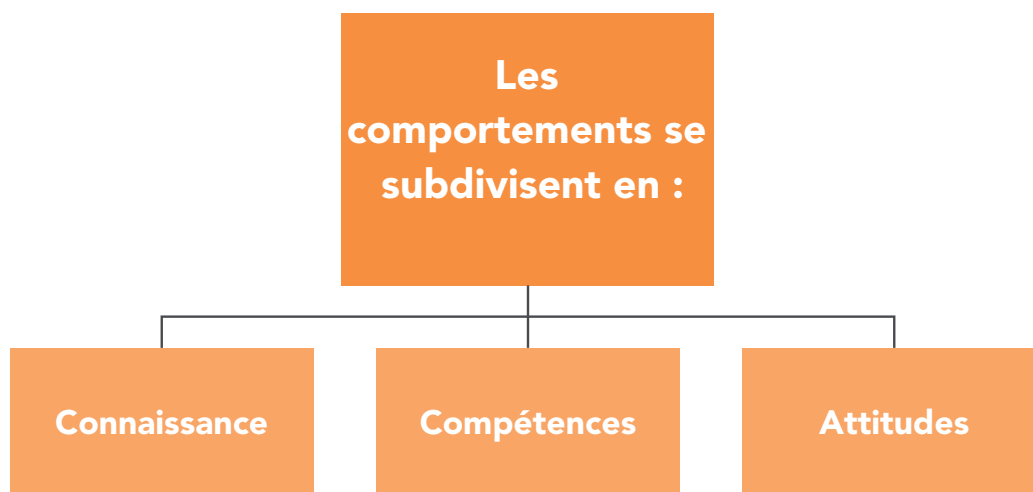 Les
comportements se
subdivisent en :
Connaissance
Compétences
Attitudes